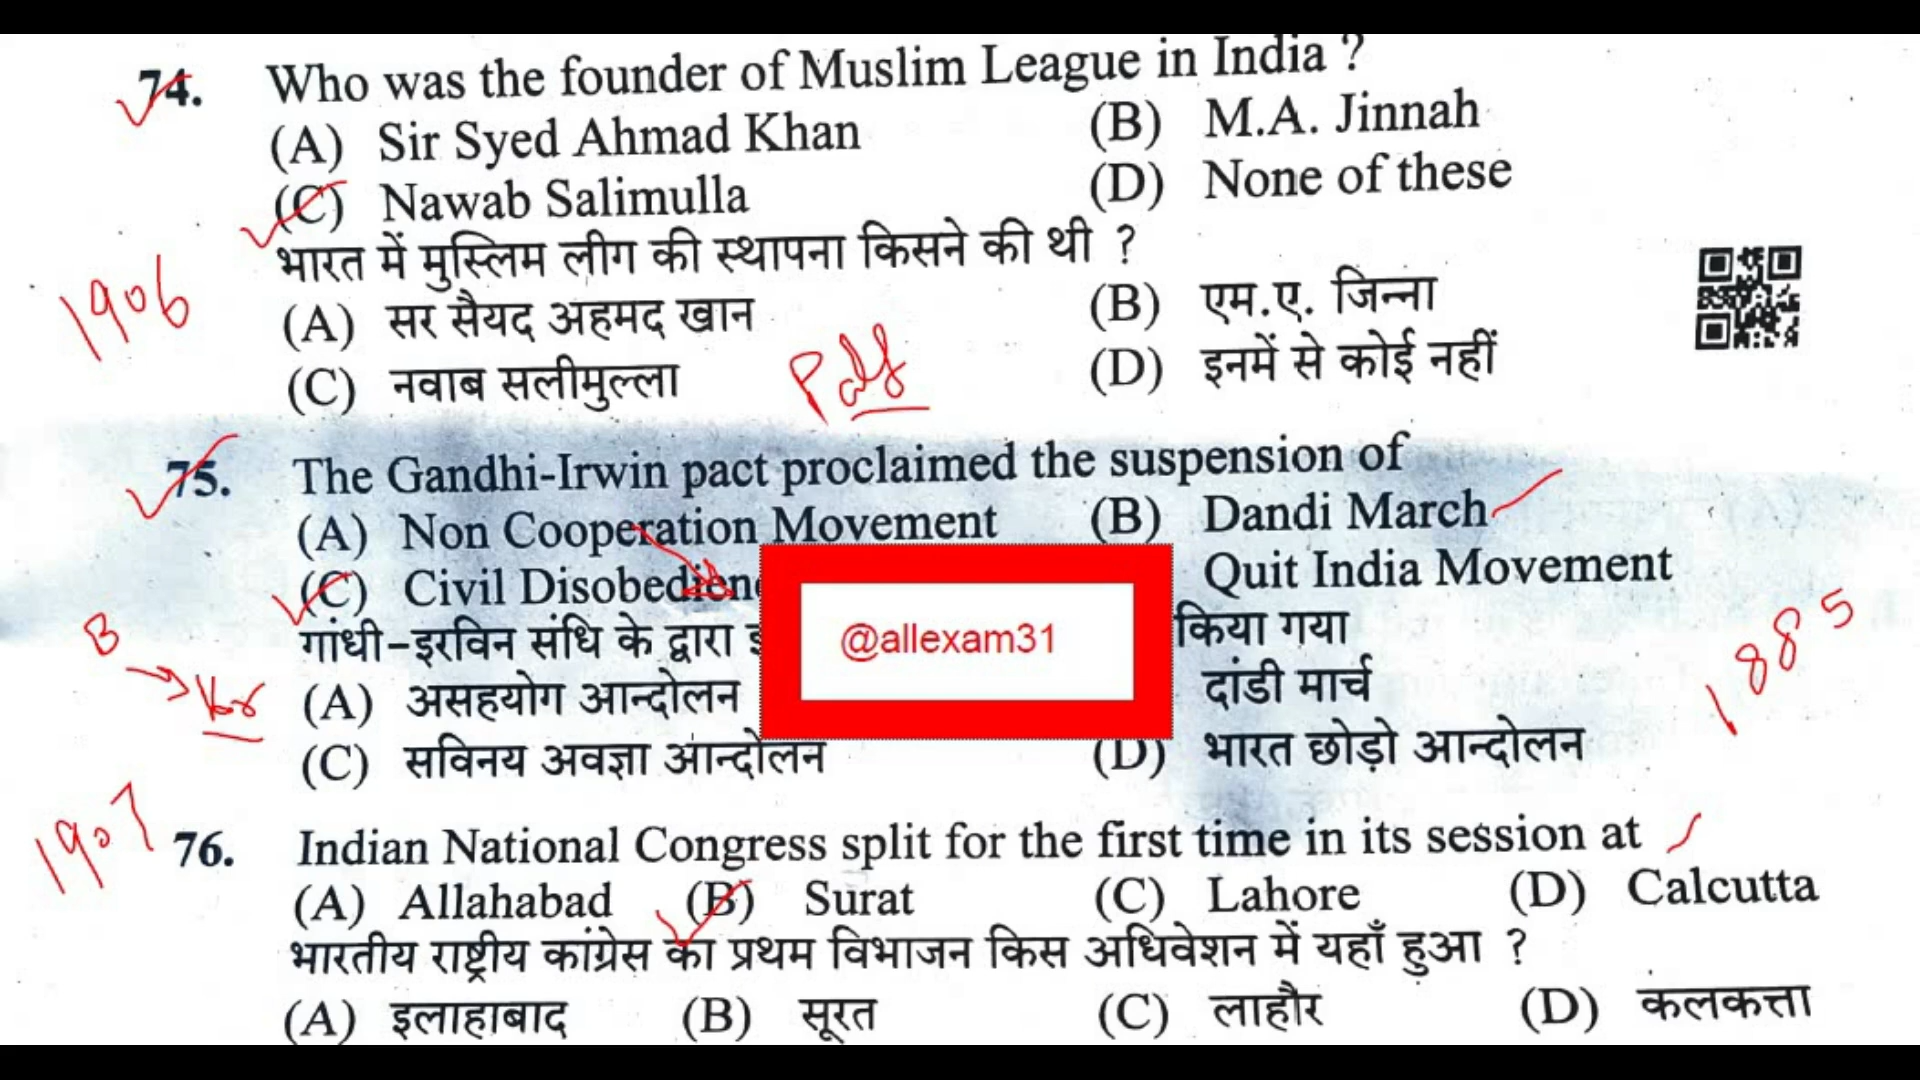 74. Who was the founder of Muslim League in India ?
(A) Sir Syed Ahmad Khan (B) M.A. Jinnah
(C) Nawab Salimulla (D) None of these
भारत में मुस्लिम लीग की स्थापना किसने की थी ?
1906
(A) सर सैयद अहमद खान (B) एम.ए. जिन्ना
(C) नवाब सलीमुल्ला (D) इनमें से कोई नहीं
Pdf
75. The Gandhi-Irwin pact proclaimed the suspension of
(A) Non Cooperation Movement (B) Dandi March
(C) Civil Disobedien Quit India Movement
@allexam31
गांधी-इरविन संधि के द्वारा किया गया
B
1885
(A) असहयोग आन्दोलन दांडी मार्च
(C) सविनय अवज्ञा आन्दोलन (D) भारत छोड़ो आन्दोलन
1907
76. Indian National Congress split for the first time in its session at
(A) Allahabad (B) Surat (C) Lahore (D) Calcutta
भारतीय राष्ट्रीय कांग्रेस का प्रथम विभाजन किस अधिवेशन में यहाँ हुआ ?
(A) इलाहाबाद (B) सूरत (C) लाहौर (D) कलकत्ता